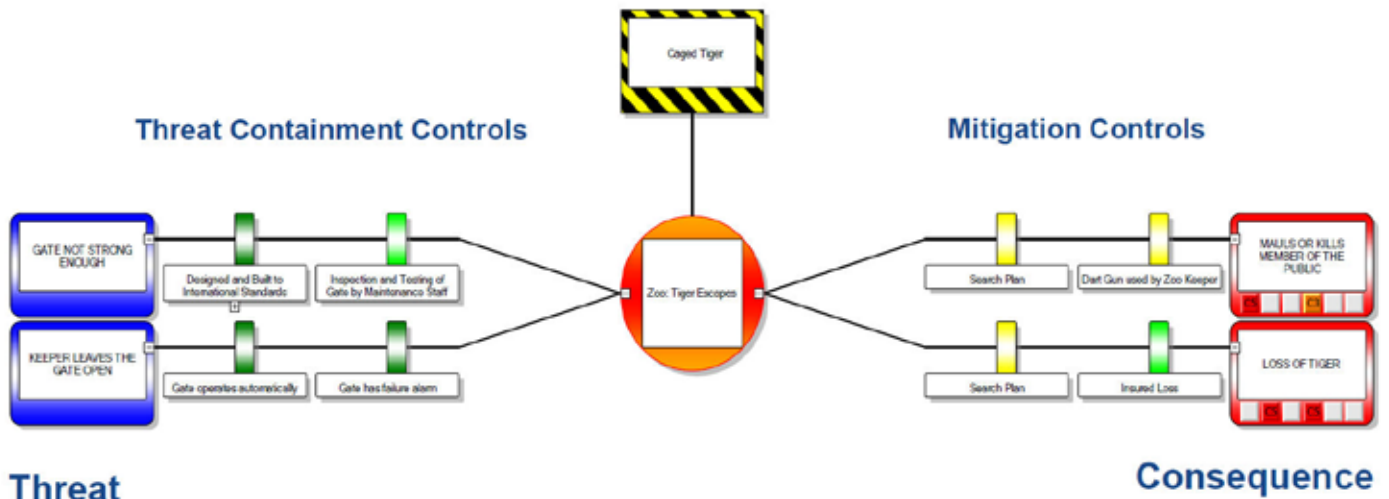 Caged Tiger
Threat Containment Controls
Mitigation Controls
GATE NOT STRONG
ENOUGH
Designed and Built to
International Standards
Inspection and Testing of
Gate by Maintenance Staff
Zoo: Tiger Escapes
Search Plan
Dart Gun used by Zoo Keeper
MAULS OR KILLS
MEMBER OF THE
PUBLIC
KEEPER LEAVES THE
GATE OPEN
Gate operates automatically
Gate has failure alarm
Search Plan
Insured Loss
LOSS OF TIGER
Threat
Consequence